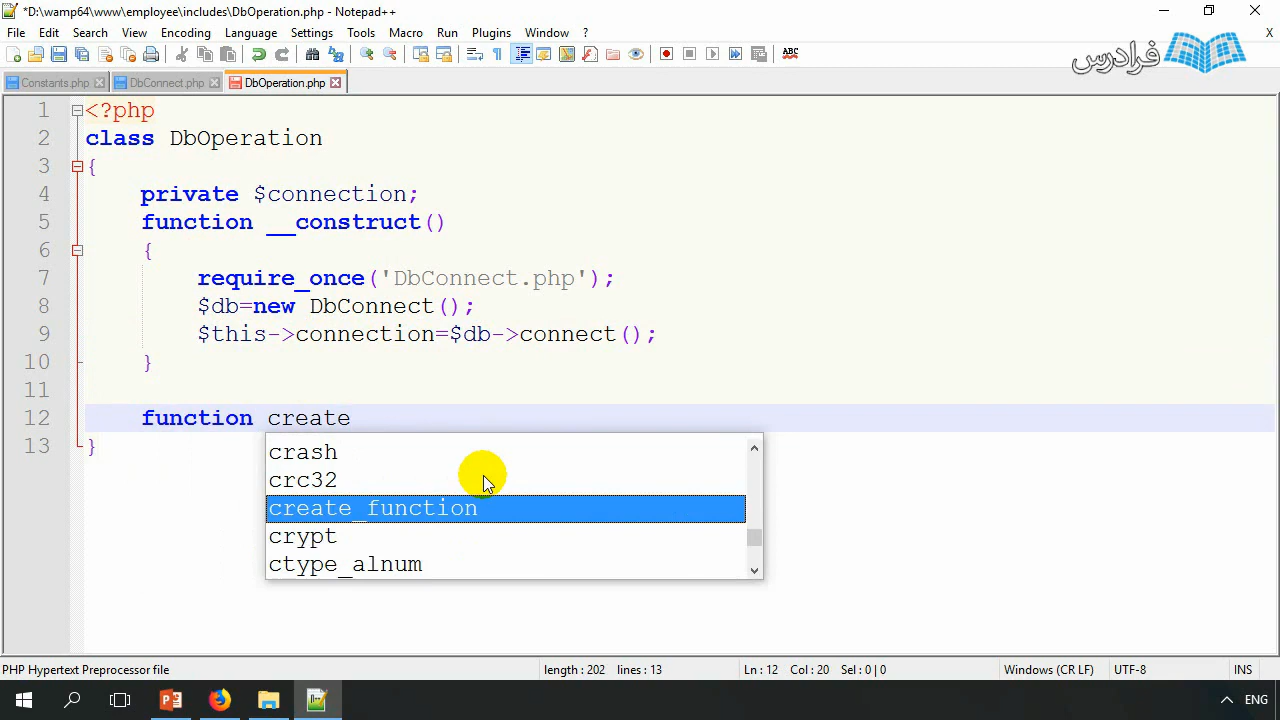 *D:\wamp64\www\employee\includes\DbOperation.php - Notepad++
File Edit Search View Encoding Language Settings Tools Macro Run Plugins Window ? X
فرادرس
Constants.php DbConnect.php DbOperation.php
1 <?php
2 class DbOperation
3 {
4 private $connection;
5 function __construct()
6 {
7 require_once('DbConnect.php');
8 $db=new DbConnect();
9 $this->connection=$db->connect();
10 }
11
12 function create
13 }
crash
crc32
create_function
crypt
ctype_alnum
PHP Hypertext Preprocessor file length : 202 lines : 13 Ln : 12 Col : 20 Sel : 0 | 0 Windows (CR LF) UTF-8 INS
ENG